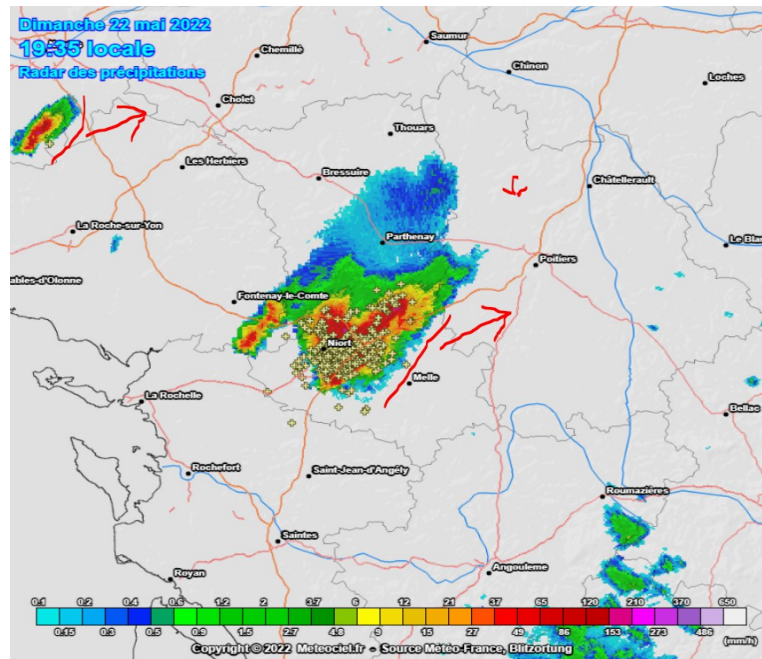 Dimanche 22 mai 2022
19:35 locale
Radar des précipitations
Saumur
Chemillé
Chinon
Loches
Cholet
Thouars
Les Herbiers
Bressuire
Châtellerault
La Roche-sur-Yon
Parthenay
Le Blan
Poitiers
ables-d'Olonne
Fontenay-le-Comte
Niort
Melle
La Rochelle
Bellac
Rochefort
Saint-Jean-d'Angély
Roumazières
Saintes
Royan
Angouleme
0.1 0.2 0.4 0.6 1.2 2 3.7 6 12 20 37 65 120 210 370 650
0.15 0.3 0.5 0.9 1.5 2.7 4.8 9 15 27 49 86 153 273 486 (mm/h)
Copyright © 2022 Meteociel.fr - Source Météo-France, Blitzortung